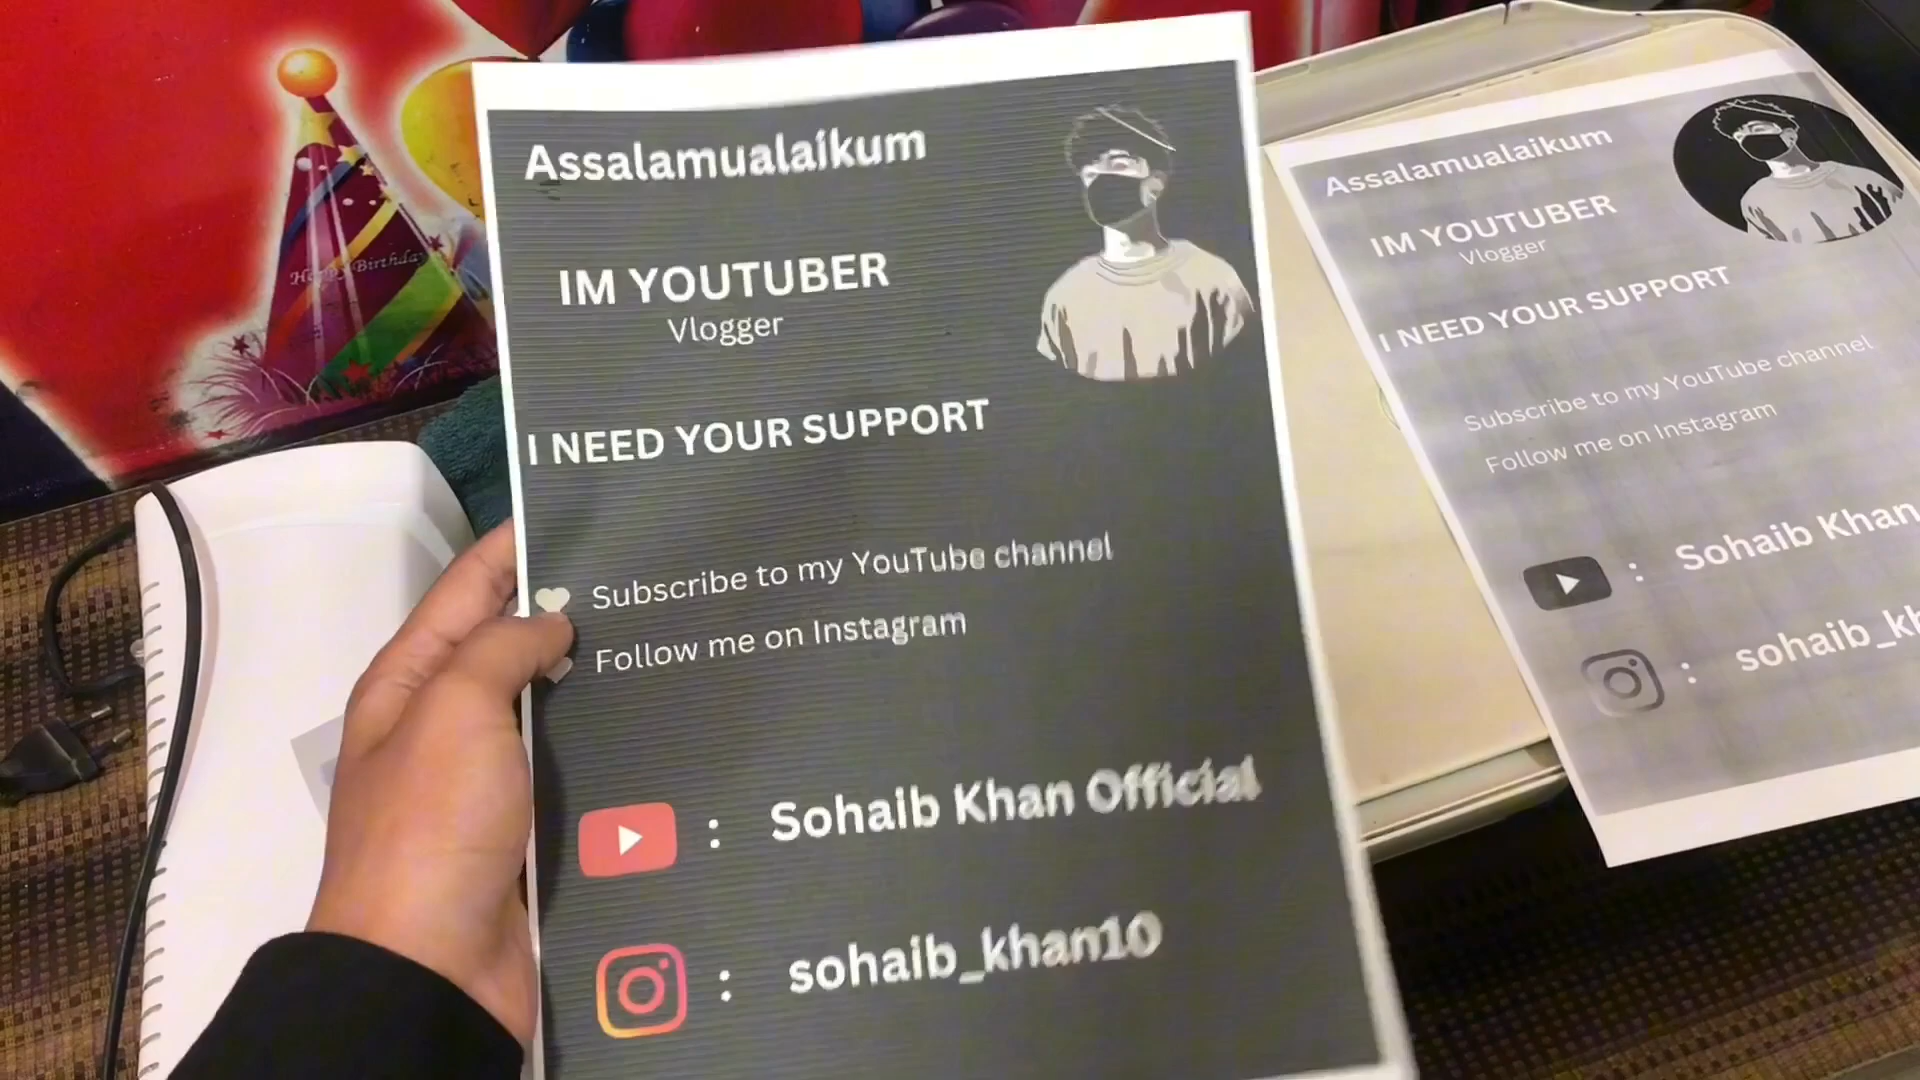 Happy Birthday
Assalamualaikum
IM YOUTUBER
Vlogger
I NEED YOUR SUPPORT
Subscribe to my YouTube channel
Follow me on Instagram
: Sohaib Khan Official
: sohaib_khan10
Assalamualaikum
IM YOUTUBER
Vlogger
I NEED YOUR SUPPORT
Subscribe to my YouTube channel
Follow me on Instagram
: Sohaib Khan
: sohaib_kh